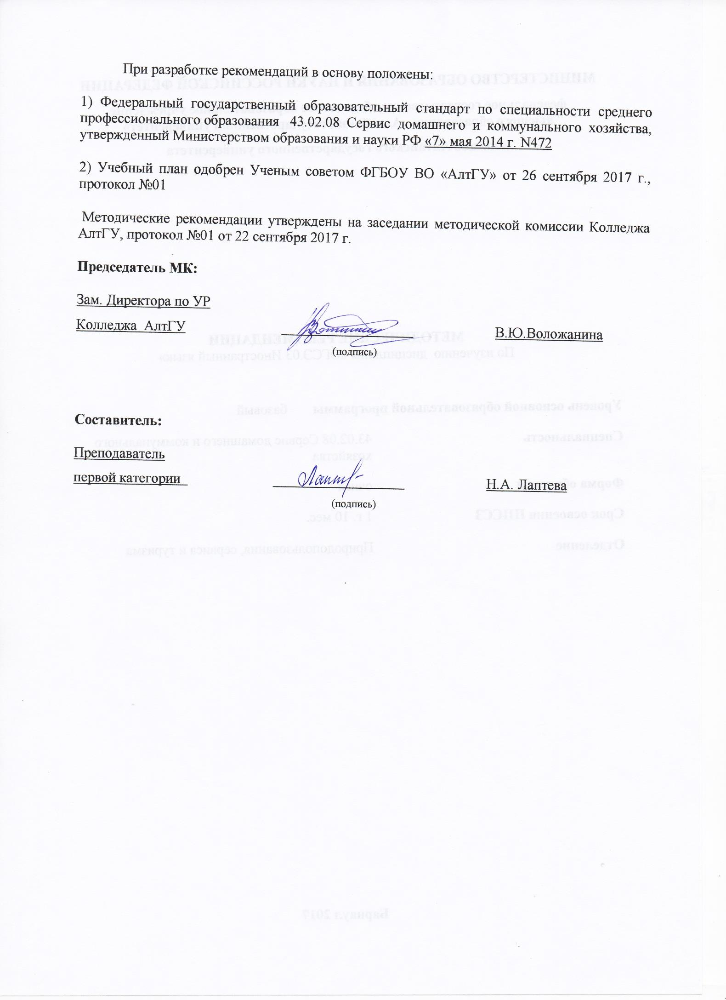 При разработке рекомендаций в основу положены:
1) Федеральный государственный образовательный стандарт по специальности среднего
профессионального образования 43.02.08 Сервис домашнего и коммунального хозяйства,
утвержденный Министерством образования и науки РФ «7» мая 2014 г. N472
2) Учебный план одобрен Ученым советом ФГБОУ ВО «АлтГУ» от 26 сентября 2017 г.,
протокол №01
Методические рекомендации утверждены на заседании методической комиссии Колледжа
АлтГУ, протокол №01 от 22 сентября 2017 г.
Председатель МК:
Зам. Директора по УР
Колледжа АлтГУ В.Ю.Воложанина
(подпись)
Составитель:
Преподаватель
первой категории Н.А. Лаптева
(подпись)